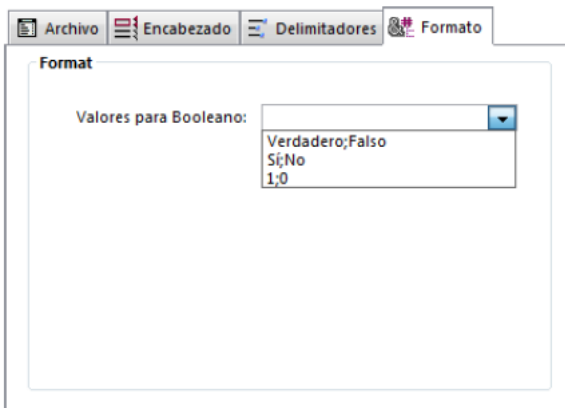 Archivo Encabezado Delimitadores Formato
Format
Valores para Booleano:
Verdadero;Falso
Sí;No
1;0